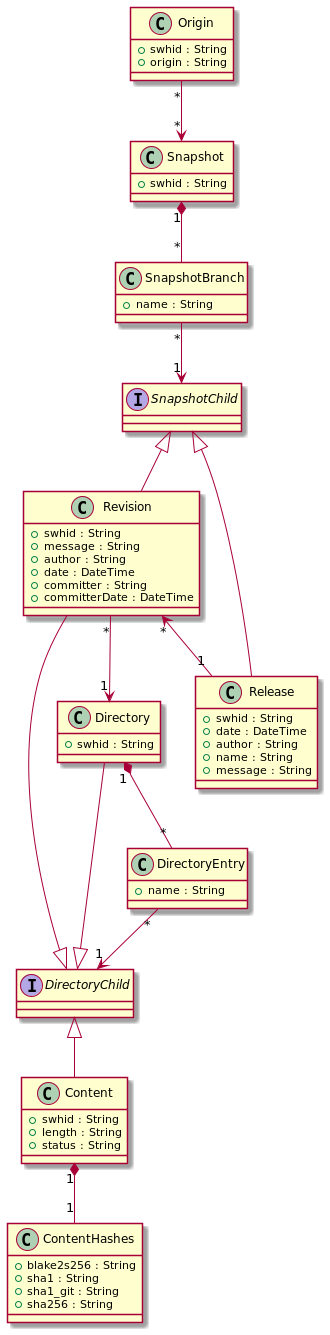 C Origin
swhid : String
origin : String
*
*
C Snapshot
swhid : String
1
*
C SnapshotBranch
name : String
*
1
I SnapshotChild
C Revision
swhid : String
message : String
author : String
date : DateTime
committer : String
committerDate : DateTime
*
*
1
1
C Release
swhid : String
date : DateTime
author : String
name : String
message : String
C Directory
swhid : String
1
*
C DirectoryEntry
name : String
*
1
I DirectoryChild
C Content
swhid : String
length : String
status : String
1
1
C ContentHashes
blake2s256 : String
sha1 : String
sha1_git : String
sha256 : String